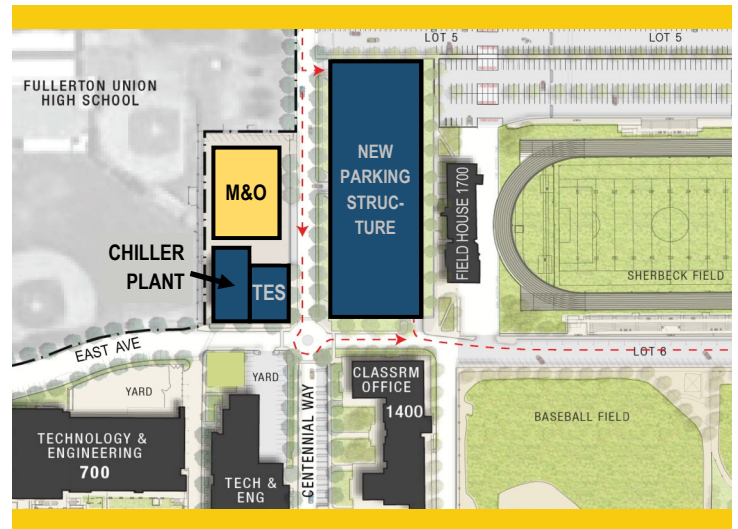 LOT 5
LOT 5
FULLERTON UNION
HIGH SCHOOL
M&O
NEW
PARKING
STRUC-
TURE
FIELD HOUSE 1700
CHILLER
PLANT
TES
SHERBECK FIELD
EAST AVE
LOT 6
YARD
YARD
CENTENNIAL WAY
CLASSRM
OFFICE
1400
BASEBALL FIELD
TECHNOLOGY &
ENGINEERING
700
TECH &
ENG